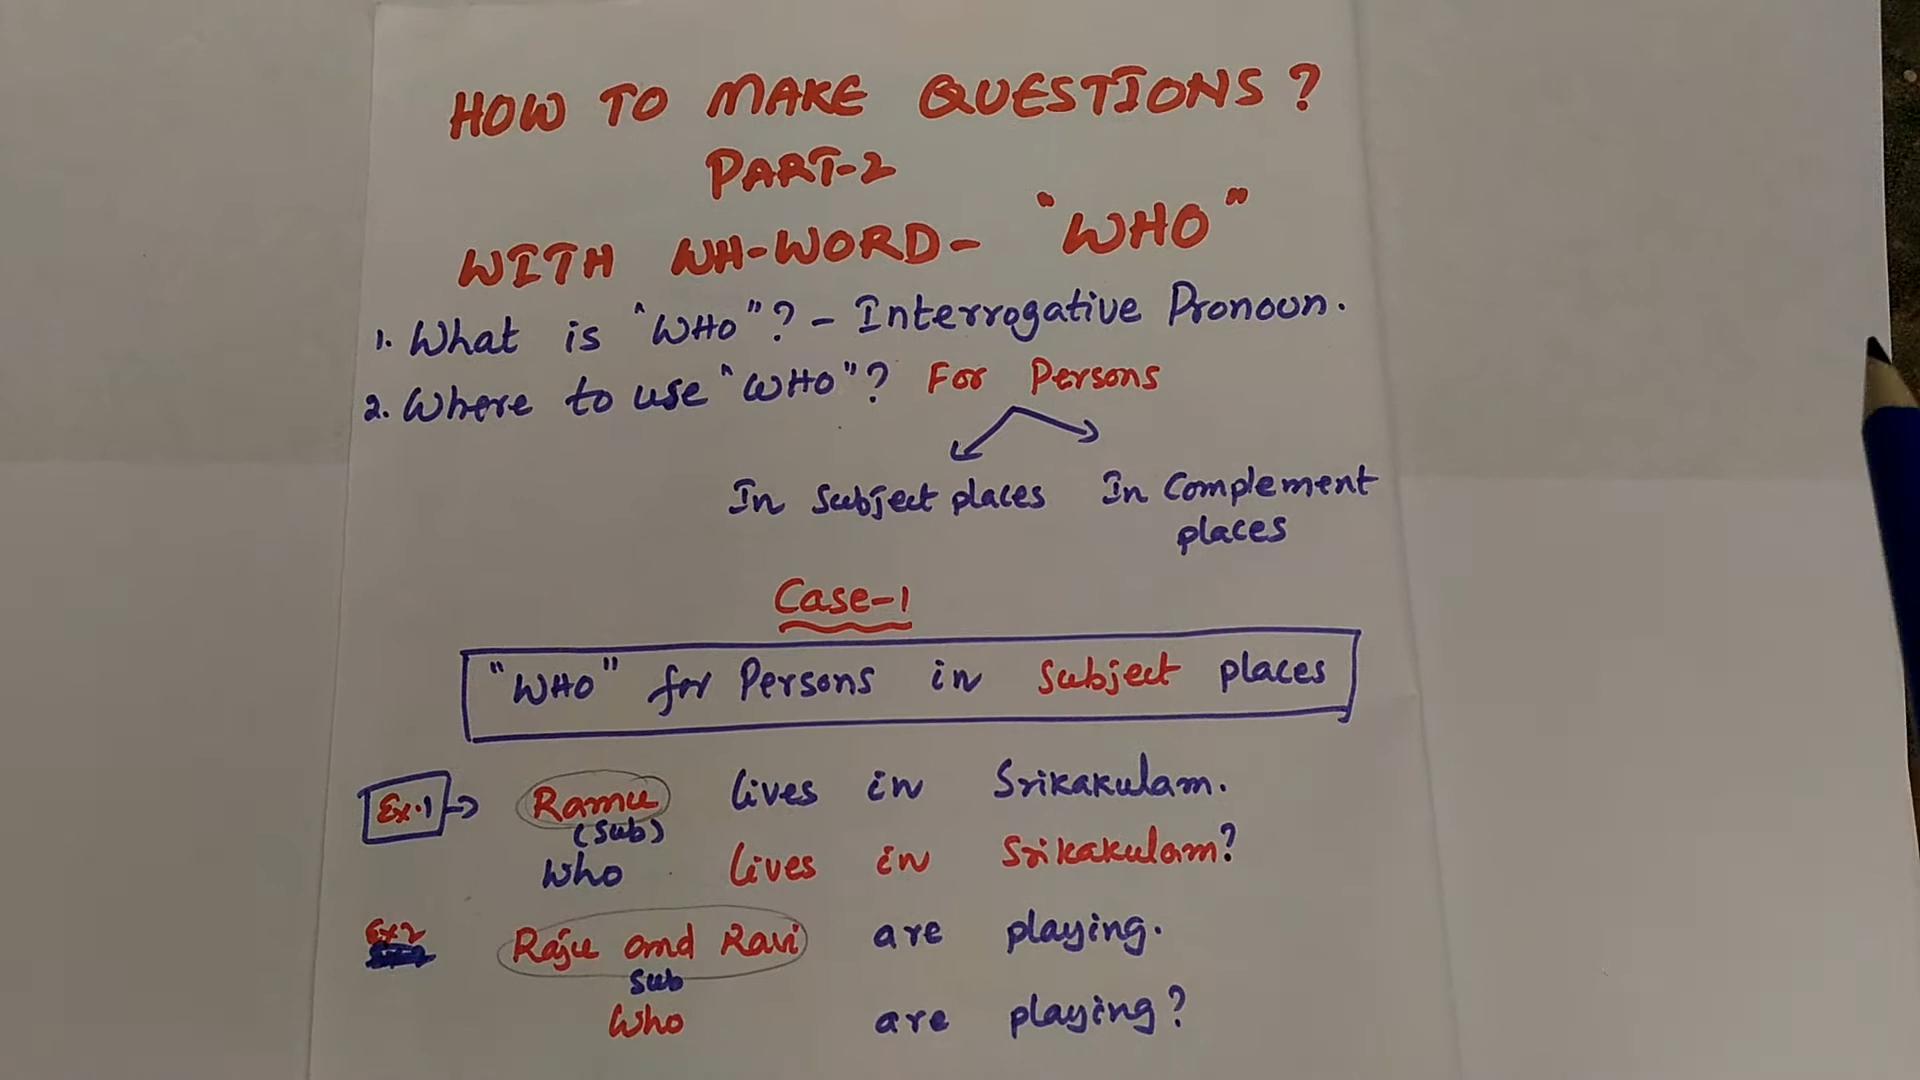 HOW TO MAKE QUESTIONS?
PART-2
WITH WH-WORD- "WHO"
1. What is "WHO"? - Interrogative Pronoun.
2. Where to use "WHO"? For Persons
In Subject places In Complement
places
Case-1
"WHO" for Persons in Subject places
Ex.1 → Ramu lives in Srikakulam.
(Sub)
Who lives in Srikakulam?
Ex2 Raju and Ravi are playing.
Sub
Who are playing?